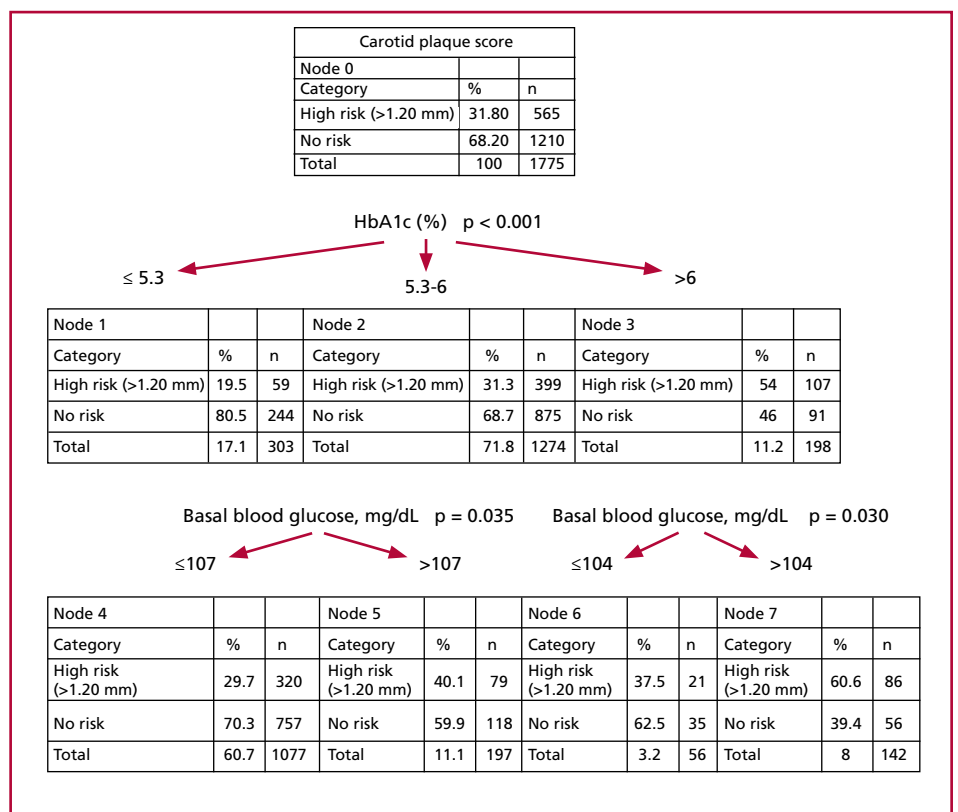 Carotid plaque score
Node 0
Category % n
High risk (>1.20 mm) 31.80 565
No risk 68.20 1210
Total 100 1775
HbA1c (%) p < 0.001
≤ 5.3 5.3-6 >6
Node 1 Node 2 Node 3
Category % n Category % n Category % n
High risk (>1.20 mm) 19.5 59 High risk (>1.20 mm) 31.3 399 High risk (>1.20 mm) 54 107
No risk 80.5 244 No risk 68.7 875 No risk 46 91
Total 17.1 303 Total 71.8 1274 Total 11.2 198
Basal blood glucose, mg/dL p = 0.035 Basal blood glucose, mg/dL p = 0.030
≤107 >107 ≤104 >104
Node 4 Node 5 Node 6 Node 7
Category % n Category % n Category % n Category % n
High risk High risk High risk High risk
(>1.20 mm) 29.7 320 (>1.20 mm) 40.1 79 (>1.20 mm) 37.5 21 (>1.20 mm) 60.6 86
No risk 70.3 757 No risk 59.9 118 No risk 62.5 35 No risk 39.4 56
Total 60.7 1077 Total 11.1 197 Total 3.2 56 Total 8 142